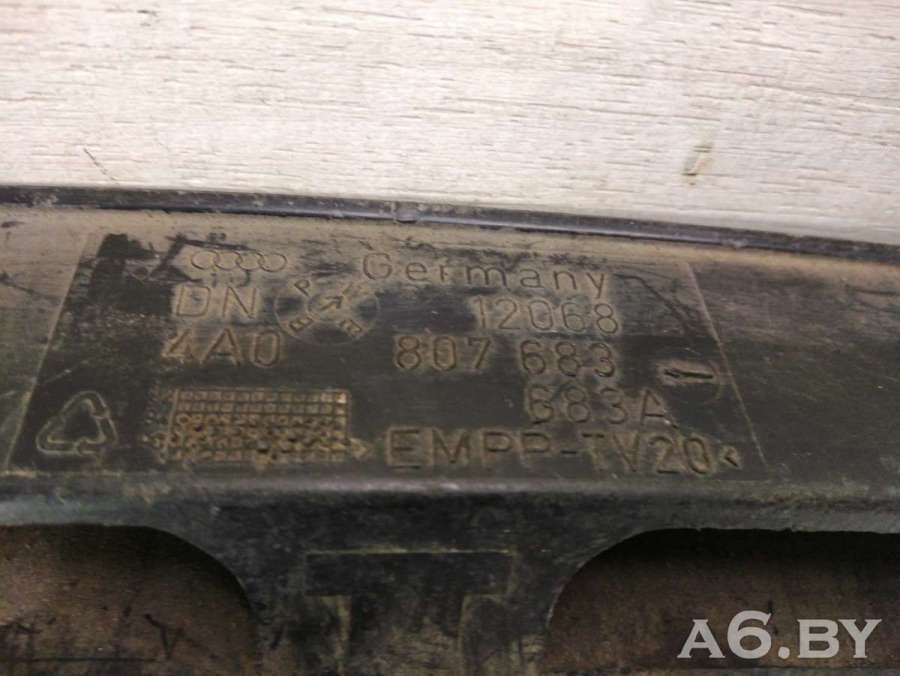 Germany
DN 12068
4A0 807 683
683A
EMPP-TV20<
A6.BY